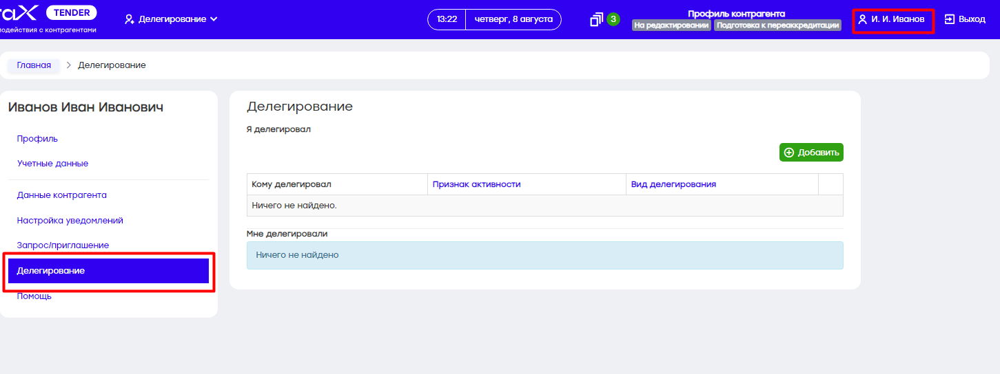 TENDER
Делегирование
13:22 четверг, 8 августа
3
Профиль контрагента
На редактировании Подготовка к переаккредитации
И. И. Иванов
Выход
контрагентами
Главная > Делегирование
Иванов Иван Иванович
Профиль
Учетные данные
Данные контрагента
Настройка уведомлений
Запрос/приглашение
Делегирование
Помощь
Делегирование
Я делегировал
Добавить
Кому делегировал Признак активности Вид делегирования
Ничего не найдено.
Мне делегировали
Ничего не найдено